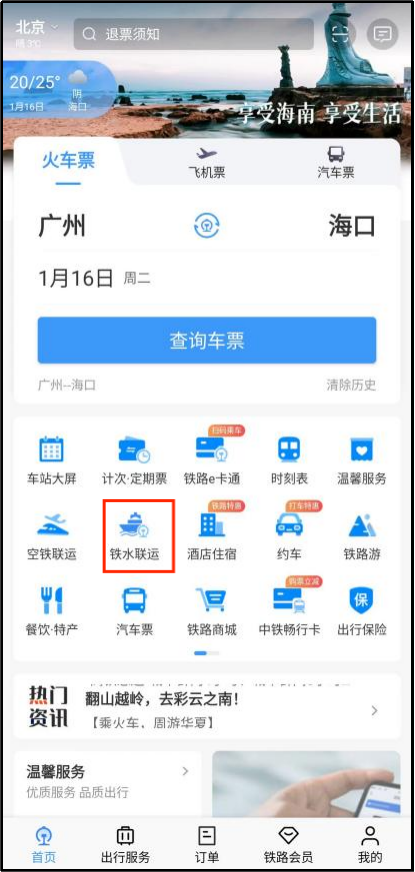 北京
阴 3°C
退票须知
20/25°
阴
1月16日
海口
享受海南 享受生活
火车票
飞机票
汽车票
广州
海口
1月16日 周二
查询车票
广州--海口
清除历史
扫码乘车
车站大屏
计次·定期票
铁路e卡通
时刻表
温馨服务
铁路特惠
打车特惠
空铁联运
铁水联运
酒店住宿
约车
铁路游
购票立减
餐饮·特产
汽车票
铁路商城
中铁畅行卡
保
出行保险
热门
资讯
翻山越岭，去彩云之南！
【乘火车，周游华夏】
温馨服务
优质服务 品质出行
首页
出行服务
订单
铁路会员
我的